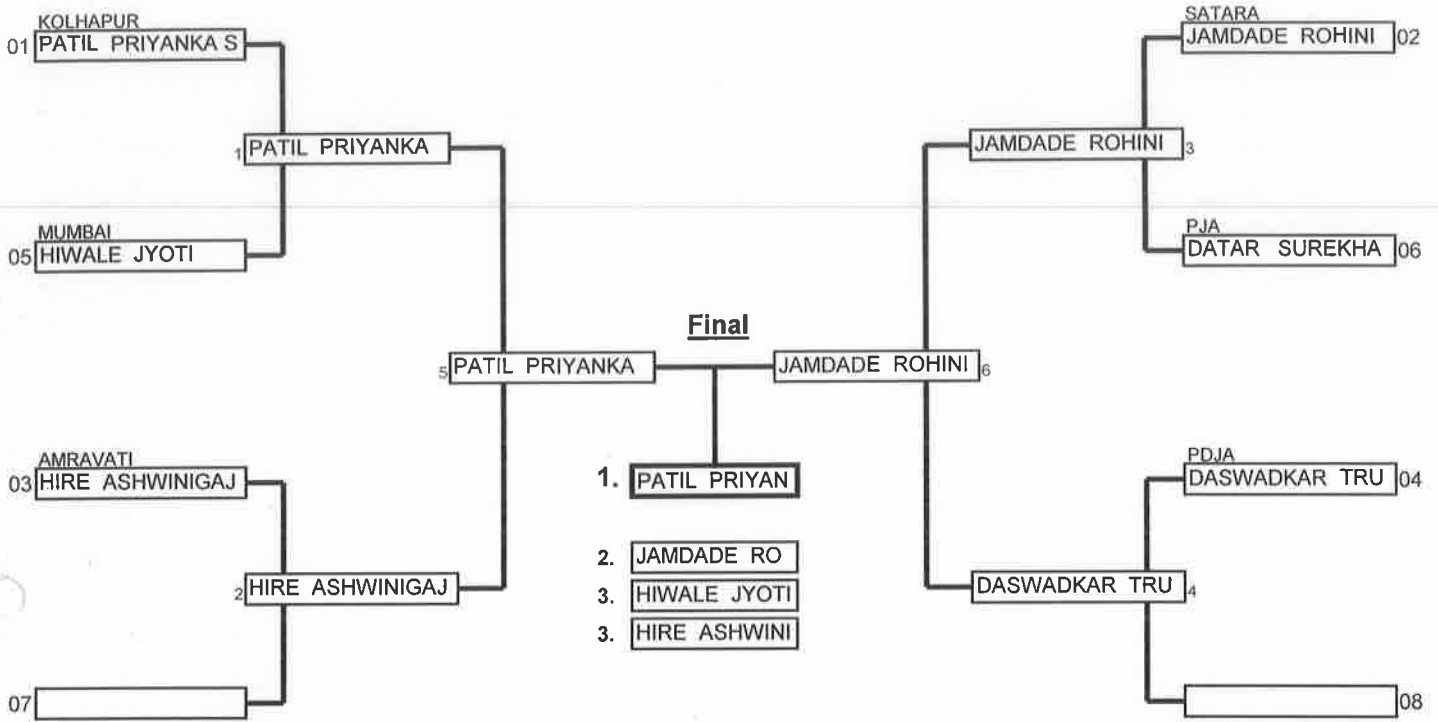 KOLHAPUR
01 PATIL PRIYANKA S
SATARA
JAMDADE ROHINI 02
1 PATIL PRIYANKA
JAMDADE ROHINI 3
MUMBAI
05 HIWALE JYOTI
PJA
DATAR SUREKHA 06
Final
5 PATIL PRIYANKA
JAMDADE ROHINI 6
AMRAVATI
03 HIRE ASHWINIGAJ
1. PATIL PRIYAN
PDJA
DASWADKAR TRU 04
2. JAMDADE RO
3. HIWALE JYOTI
3. HIRE ASHWINI
2 HIRE ASHWINIGAJ
DASWADKAR TRU 4
07
08